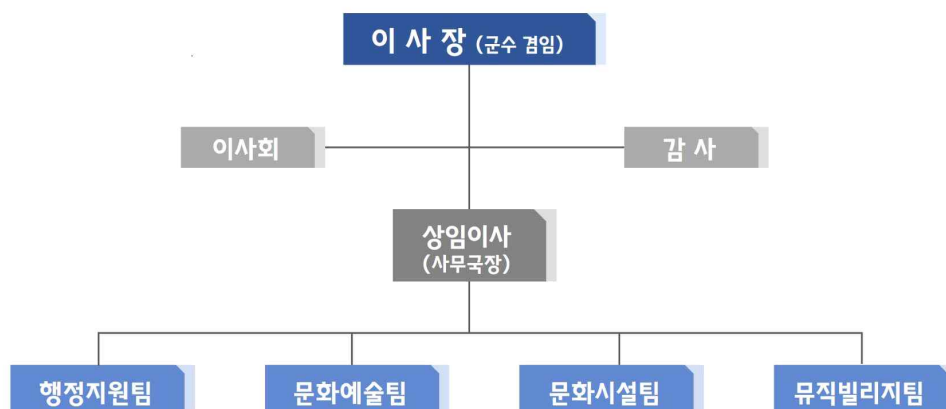 이 사 장 (군수 겸임)
이사회
감 사
상임이사
(사무국장)
행정지원팀
문화예술팀
문화시설팀
뮤직빌리지팀